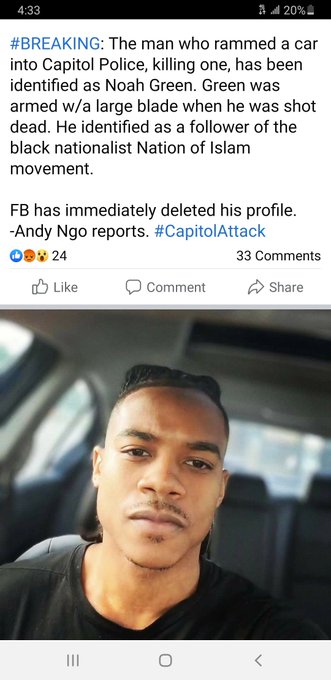 4:33
20%
#BREAKING: The man who rammed a car
into Capitol Police, killing one, has been
identified as Noah Green. Green was
armed w/a large blade when he was shot
dead. He identified as a follower of the
black nationalist Nation of Islam
movement.
FB has immediately deleted his profile.
-Andy Ngo reports. #CapitolAttack
24
33 Comments
Like
Comment
Share